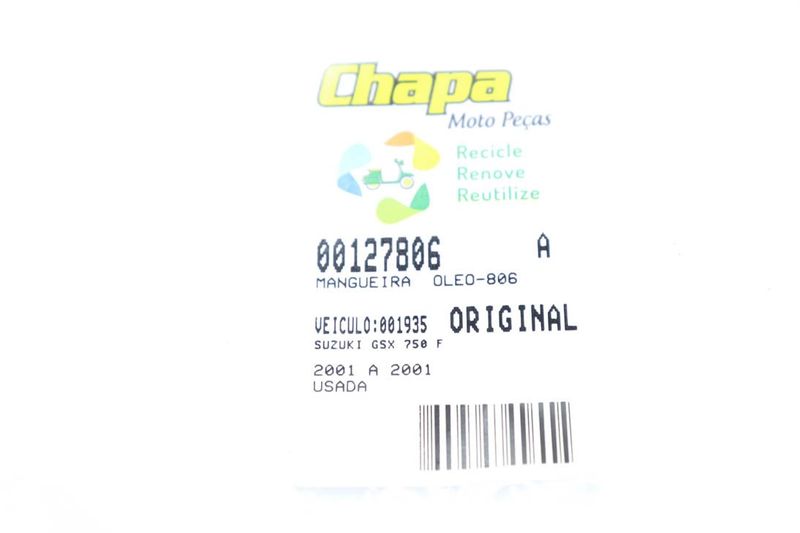 Chapa
Moto Peças
Recicle
Renove
Reutilize
00127806 A
MANGUEIRA OLEO-806
VEICULO:001935 ORIGINAL
SUZUKI GSX 750 F
2001 A 2001
USADA